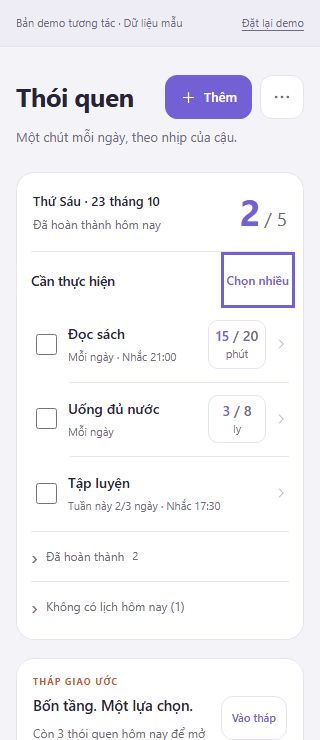 Bản demo tương tác · Dữ liệu mẫu
Đặt lại demo
Thói quen
+ Thêm
...
Một chút mỗi ngày, theo nhịp của cậu.
Thứ Sáu · 23 tháng 10
Đã hoàn thành hôm nay
2 / 5
Cần thực hiện
Chọn nhiều
Đọc sách
Mỗi ngày · Nhắc 21:00
15 / 20
phút
Uống đủ nước
Mỗi ngày
3 / 8
ly
Tập luyện
Tuần này 2/3 ngày · Nhắc 17:30
Đã hoàn thành 2
Không có lịch hôm nay (1)
THÁP GIAO ƯỚC
Bốn tầng. Một lựa chọn.
Vào tháp
Còn 3 thói quen hôm nay để mở